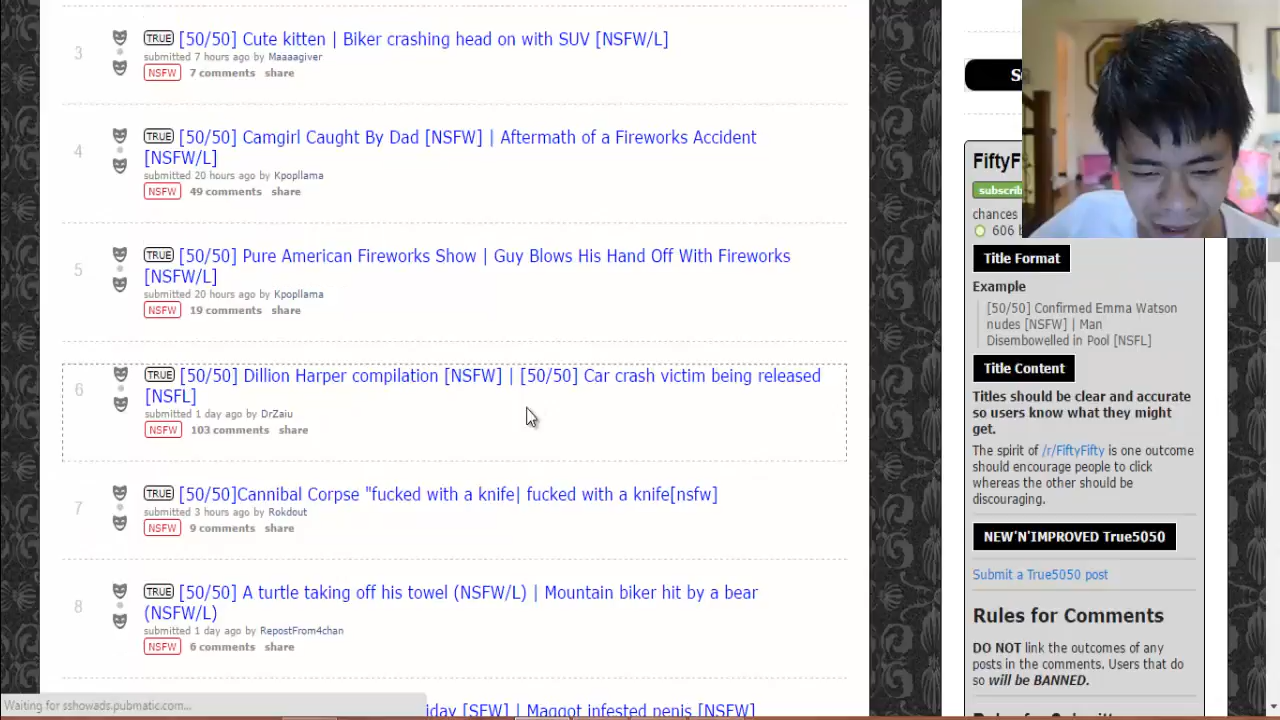 3
TRUE [50/50] Cute kitten | Biker crashing head on with SUV [NSFW/L]
submitted 7 hours ago by Maaaagiver
NSFW 7 comments share
4
TRUE [50/50] Camgirl Caught By Dad [NSFW] | Aftermath of a Fireworks Accident
[NSFW/L]
submitted 20 hours ago by Kpopllama
NSFW 49 comments share
5
TRUE [50/50] Pure American Fireworks Show | Guy Blows His Hand Off With Fireworks
[NSFW/L]
submitted 20 hours ago by Kpopllama
NSFW 19 comments share
6
TRUE [50/50] Dillion Harper compilation [NSFW] | [50/50] Car crash victim being released
[NSFL]
submitted 1 day ago by DrZaiu
NSFW 103 comments share
7
TRUE [50/50]Cannibal Corpse "fucked with a knife| fucked with a knife[nsfw]
submitted 3 hours ago by Rokdout
NSFW 9 comments share
8
TRUE [50/50] A turtle taking off his towel (NSFW/L) | Mountain biker hit by a bear
(NSFW/L)
submitted 1 day ago by RepostFrom4chan
NSFW 6 comments share
iday [SFW] | Maggot infested penis [NSFW]
Waiting for sshowads.pubmatic.com...
FiftyF
subscrib
chances
606
Title Format
Example
[50/50] Confirmed Emma Watson
nudes [NSFW] | Man
Disembowelled in Pool [NSFL]
Title Content
Titles should be clear and accurate
so users know what they might
get.
The spirit of /r/FiftyFifty is one outcome
should encourage people to click
whereas the other should be
discouraging.
NEW'N'IMPROVED True5050
Submit a True5050 post
Rules for Comments
DO NOT link the outcomes of any
posts in the comments. Users that do
so will be BANNED.